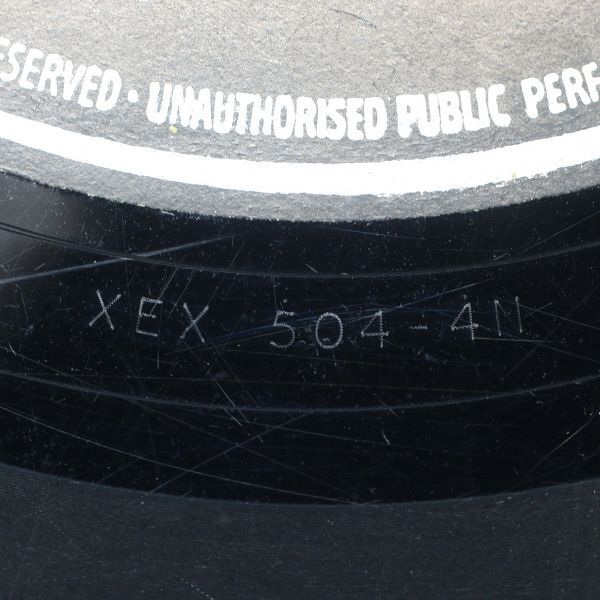 ESERVED · UNAUTHORISED PUBLIC PERF
XEX 504-4N